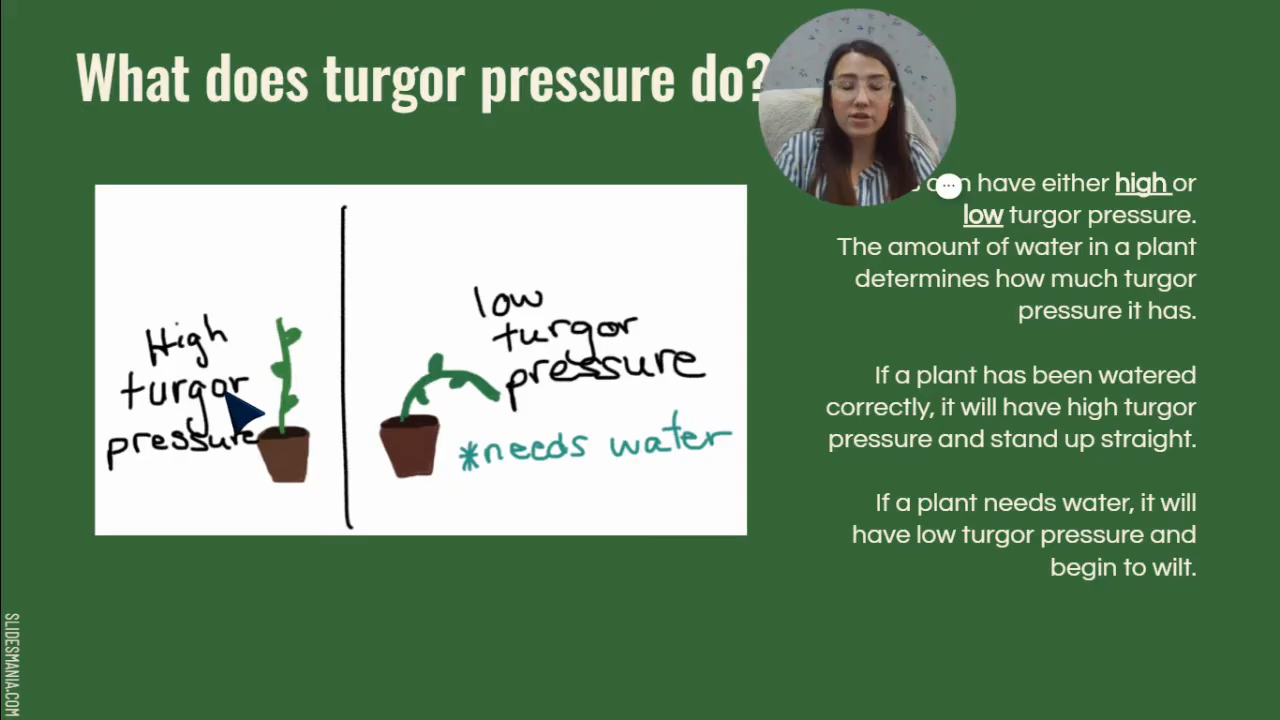 What does turgor pressure do?
High
turgor
pressure
low
turgor
pressure
*needs water
can have either high or
low turgor pressure.
The amount of water in a plant
determines how much turgor
pressure it has.
If a plant has been watered
correctly, it will have high turgor
pressure and stand up straight.
If a plant needs water, it will
have low turgor pressure and
begin to wilt.
SLIDESMANIA.COM